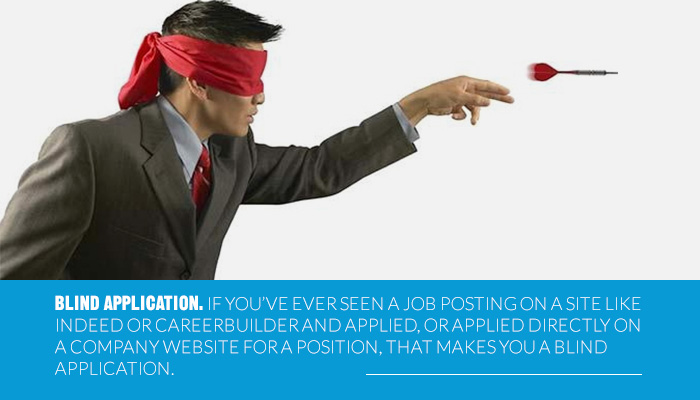 BLIND APPLICATION. IF YOU'VE EVER SEEN A JOB POSTING ON A SITE LIKE
INDEED OR CAREERBUILDER AND APPLIED, OR APPLIED DIRECTLY ON
A COMPANY WEBSITE FOR A POSITION, THAT MAKES YOU A BLIND
APPLICATION.